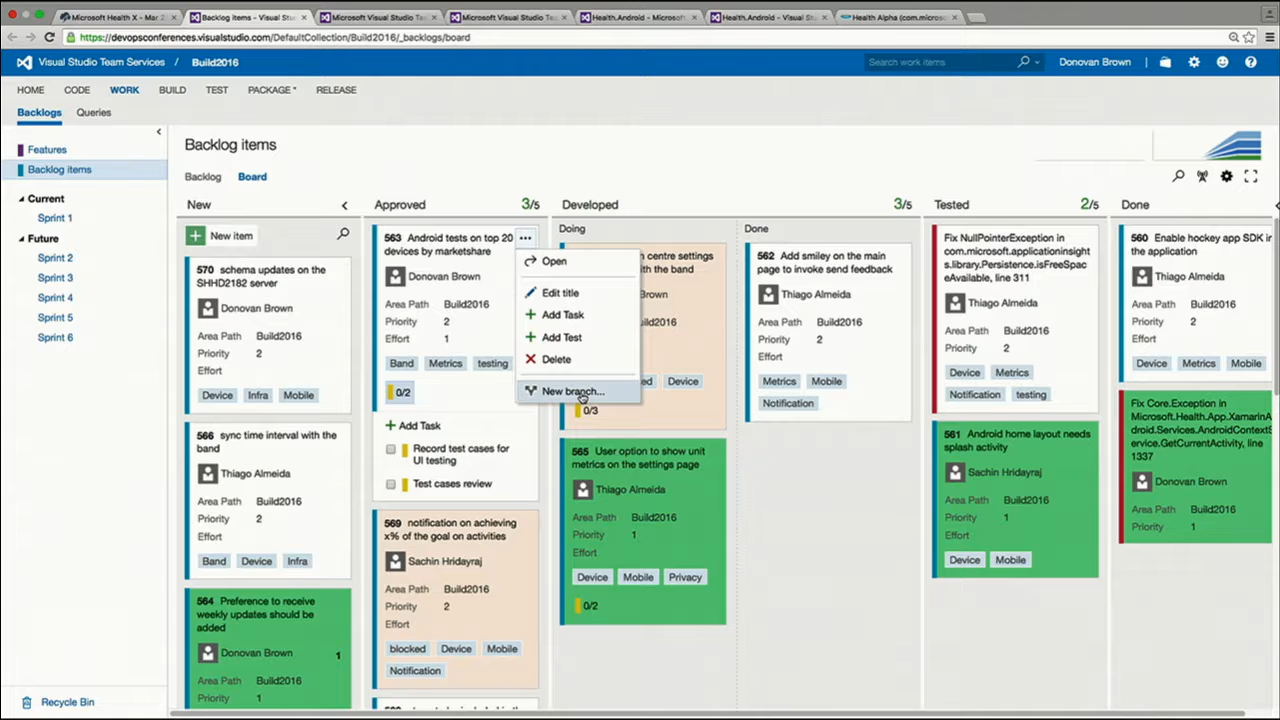 Microsoft Health X - Mar 2
Backlog items - Visual Stu
Microsoft Visual Studio Tea
Microsoft Visual Studio Tea
Health.Android - Microsof
Health.Android - Visual Stu
Health Alpha (com.micros
https://devopsconferences.visualstudio.com/DefaultCollection/Build2016/_backlogs/board
Visual Studio Team Services / Build2016
Search work items
Donovan Brown
HOME CODE WORK BUILD TEST PACKAGE* RELEASE
Backlogs Queries
Features
Backlog items
Current
Sprint 1
Future
Sprint 2
Sprint 3
Sprint 4
Sprint 5
Sprint 6
Recycle Bin
Backlog items
Backlog Board
New
New item
570 schema updates on the
SHHD2182 server
Donovan Brown
Area Path Build2016
Priority 2
Effort
Device Infra Mobile
566 sync time interval with the
band
Thiago Almeida
Area Path Build2016
Priority 2
Effort
Band Device Infra
564 Preference to receive
weekly updates should be
added
Donovan Brown 1
Area Path Build2016
Priority 1
Approved 3/5
563 Android tests on top 20
devices by marketshare
Donovan Brown
Area Path Build2016
Priority 2
Effort 1
Band Metrics testing
0/2
Add Task
Record test cases for
UI testing
Test cases review
569 notification on achieving
x% of the goal on activities
Sachin Hridayraj
Area Path Build2016
Priority 2
Effort
blocked Device Mobile
Notification
Open
Edit title
Add Task
Add Test
Delete
New branch...
Developed 3/5
Doing
n centre settings
with the band
Brown
uild2016
ed Device
0/3
565 User option to show unit
metrics on the settings page
Thiago Almeida
Area Path Build2016
Priority 1
Effort
Device Mobile Privacy
0/2
Done
562 Add smiley on the main
page to invoke send feedback
Thiago Almeida
Area Path Build2016
Priority 2
Effort
Metrics Mobile
Notification
Tested 2/5
Fix NullPointerException in
com.microsoft.applicationinsight
s.library.Persistence.isFreeSpac
eAvailable, line 311
Thiago Almeida
Area Path Build2016
Priority 2
Effort
Device Metrics
Notification testing
561 Android home layout needs
splash activity
Sachin Hridayraj
Area Path Build2016
Priority 1
Effort
Device Mobile
Done
560 Enable hockey app SDK in
the application
Thiago Almeida
Area Path Build2016
Priority 2
Effort
Device Metrics Mobile
Fix Core.Exception in
Microsoft.Health.App.XamarinA
droid.Services.AndroidContextS
ervice.GetCurrentActivity, line
1337
Donovan Brown
Area Path Build2016
Priority 1